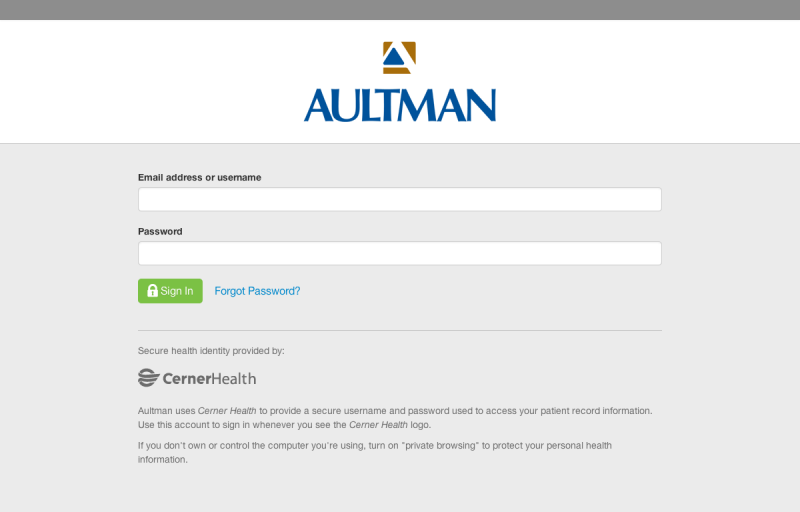 AULTMAN
Email address or username
Password
Sign In Forgot Password?
Secure health identity provided by:
CernerHealth
Aultman uses Cerner Health to provide a secure username and password used to access your patient record information.
Use this account to sign in whenever you see the Cerner Health logo.
If you don't own or control the computer you're using, turn on "private browsing" to protect your personal health
information.